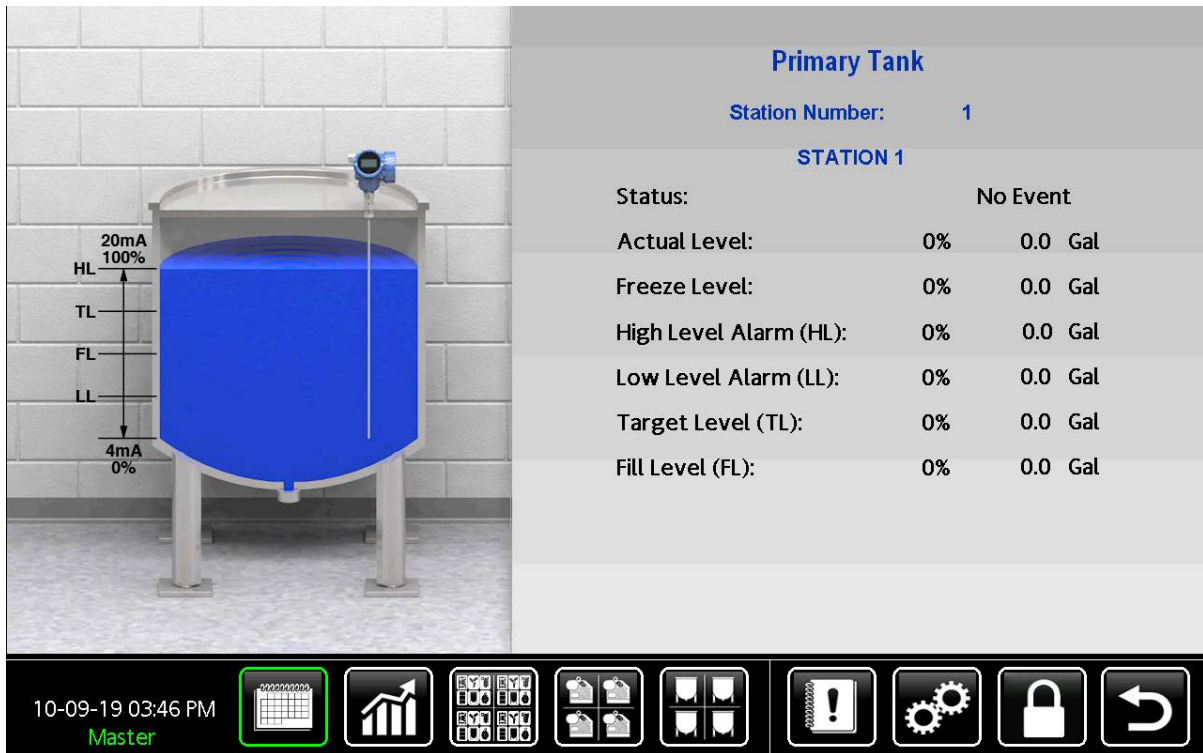 20mA
100%
HL
TL
FL
LL
4mA
0%
Primary Tank
Station Number: 1
STATION 1
Status: No Event
Actual Level: 0% 0.0 Gal
Freeze Level: 0% 0.0 Gal
High Level Alarm (HL): 0% 0.0 Gal
Low Level Alarm (LL): 0% 0.0 Gal
Target Level (TL): 0% 0.0 Gal
Fill Level (FL): 0% 0.0 Gal
10-09-19 03:46 PM
Master